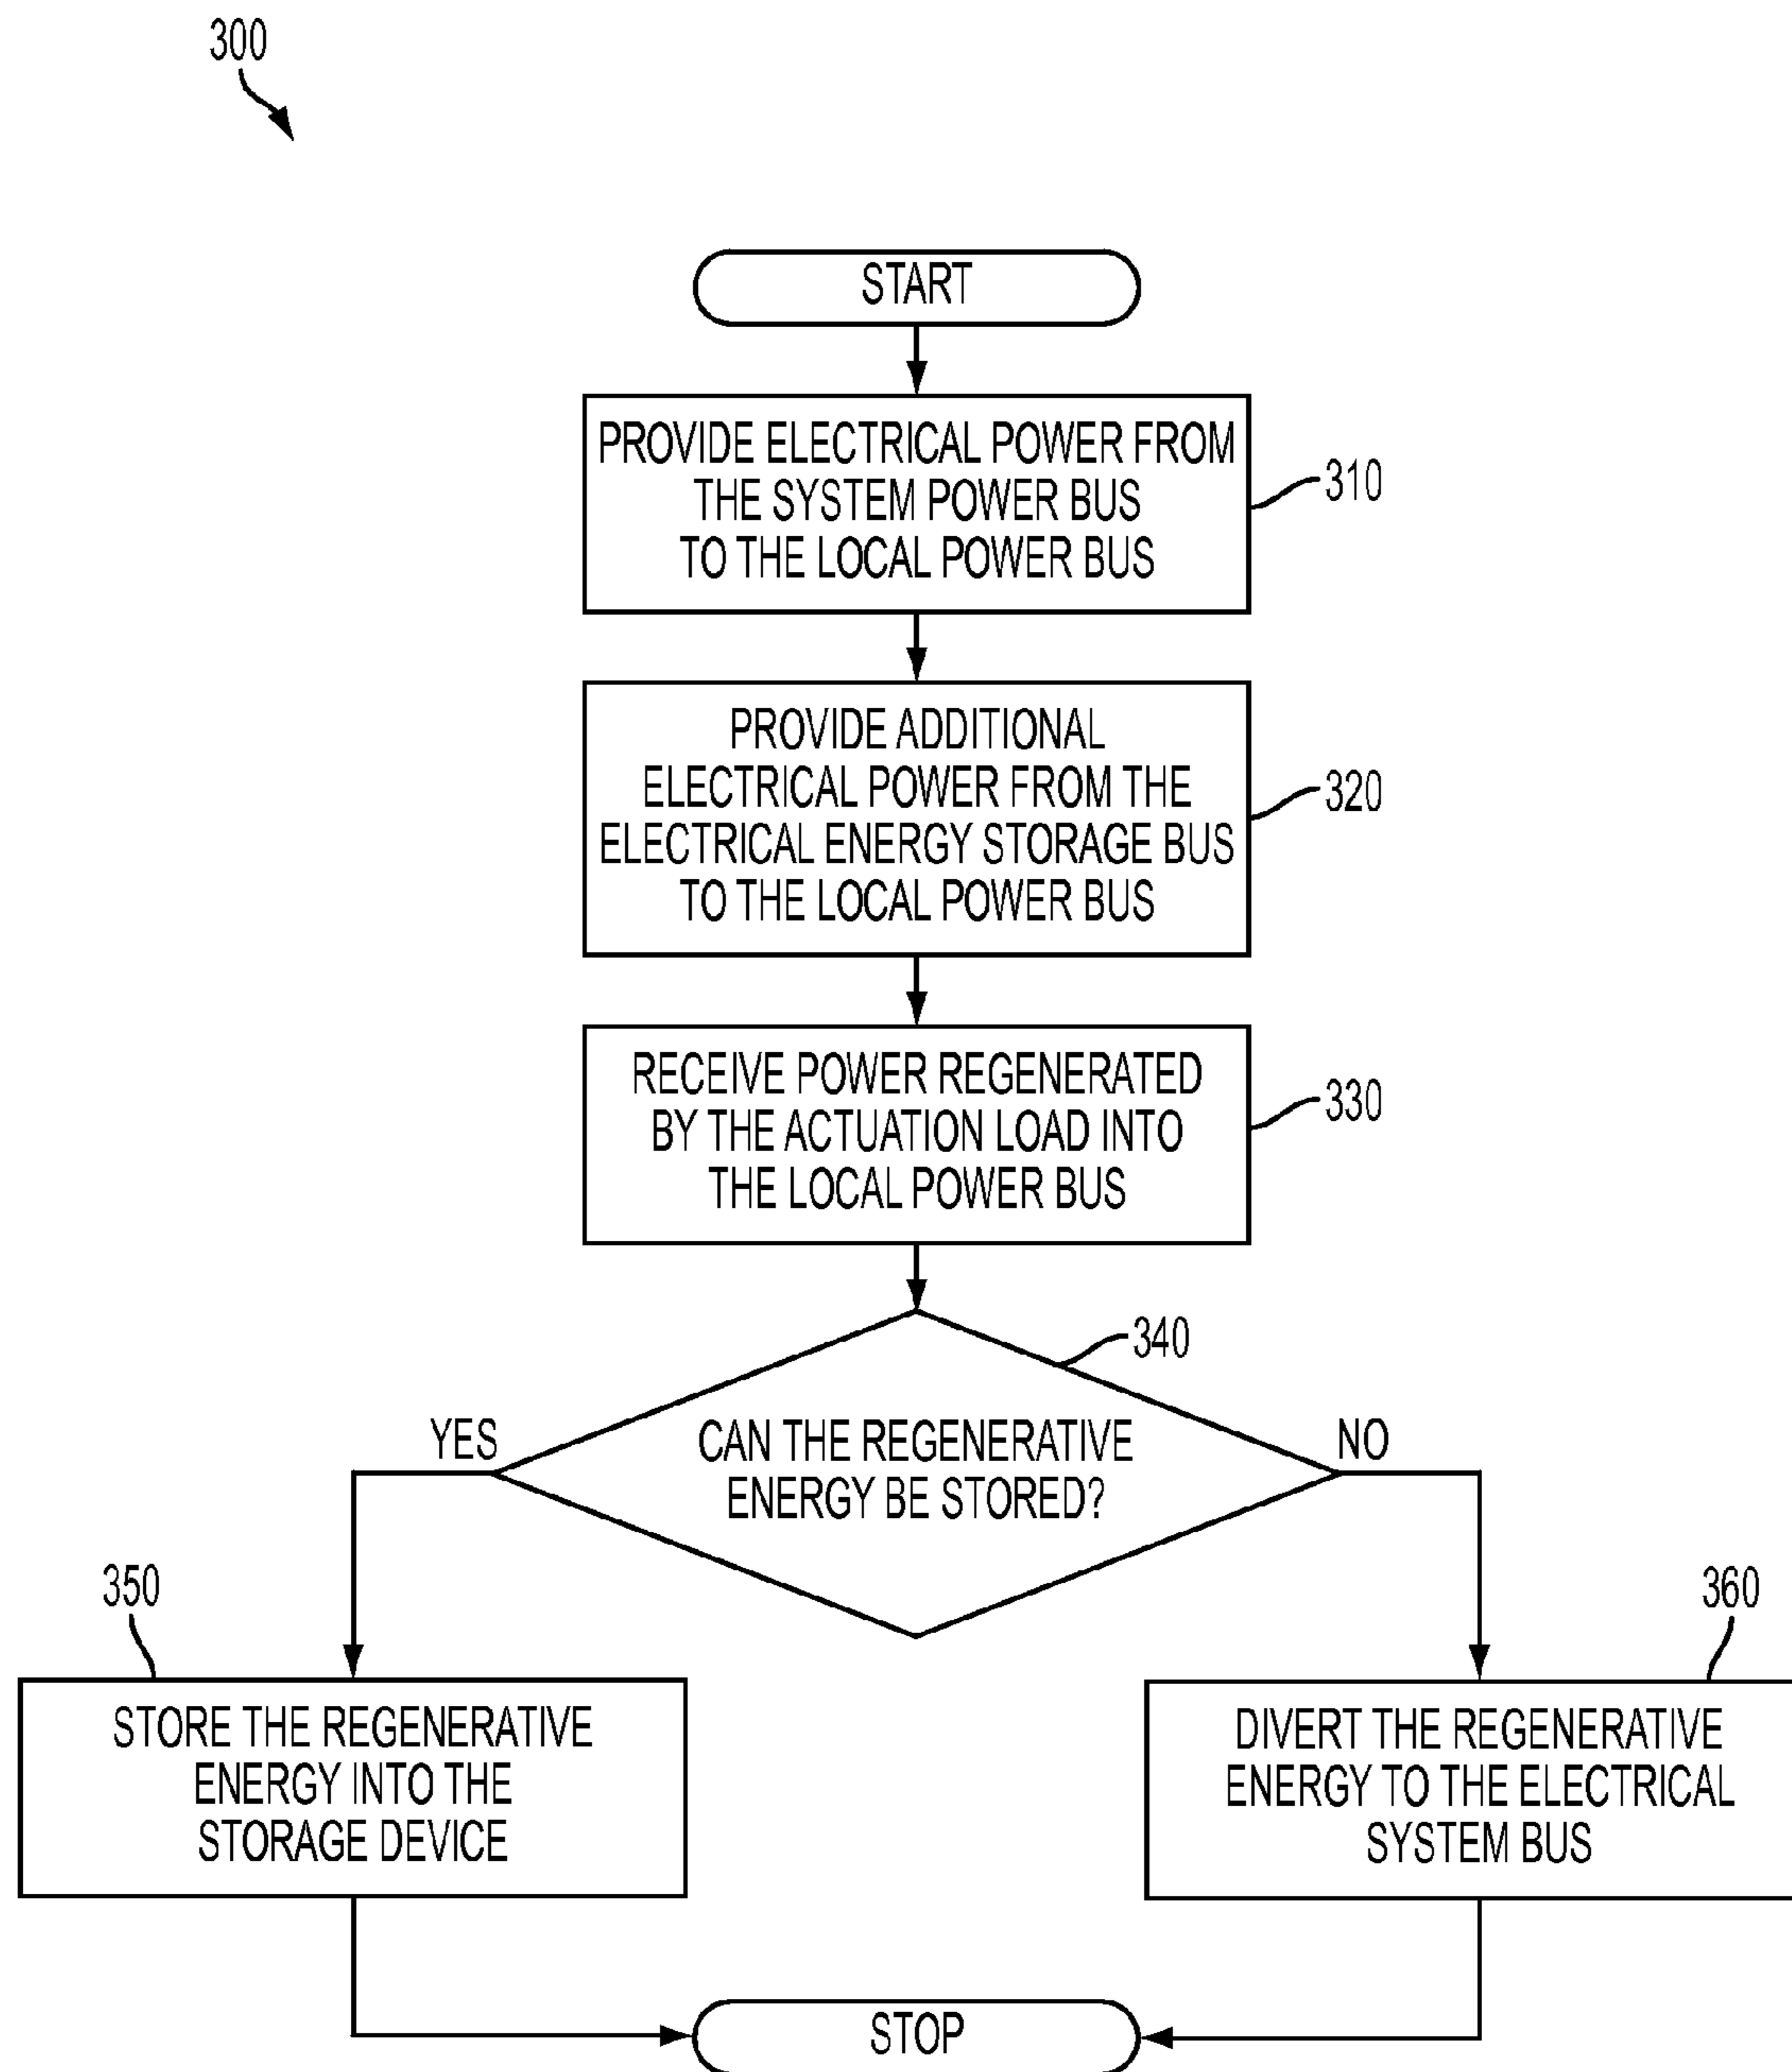 300
START
PROVIDE ELECTRICAL POWER FROM
THE SYSTEM POWER BUS
TO THE LOCAL POWER BUS
310
PROVIDE ADDITIONAL
ELECTRICAL POWER FROM THE
ELECTRICAL ENERGY STORAGE BUS
TO THE LOCAL POWER BUS
320
RECEIVE POWER REGENERATED
BY THE ACTUATION LOAD INTO
THE LOCAL POWER BUS
330
340
CAN THE REGENERATIVE
ENERGY BE STORED?
YES
NO
350
STORE THE REGENERATIVE
ENERGY INTO THE
STORAGE DEVICE
360
DIVERT THE REGENERATIVE
ENERGY TO THE ELECTRICAL
SYSTEM BUS
STOP